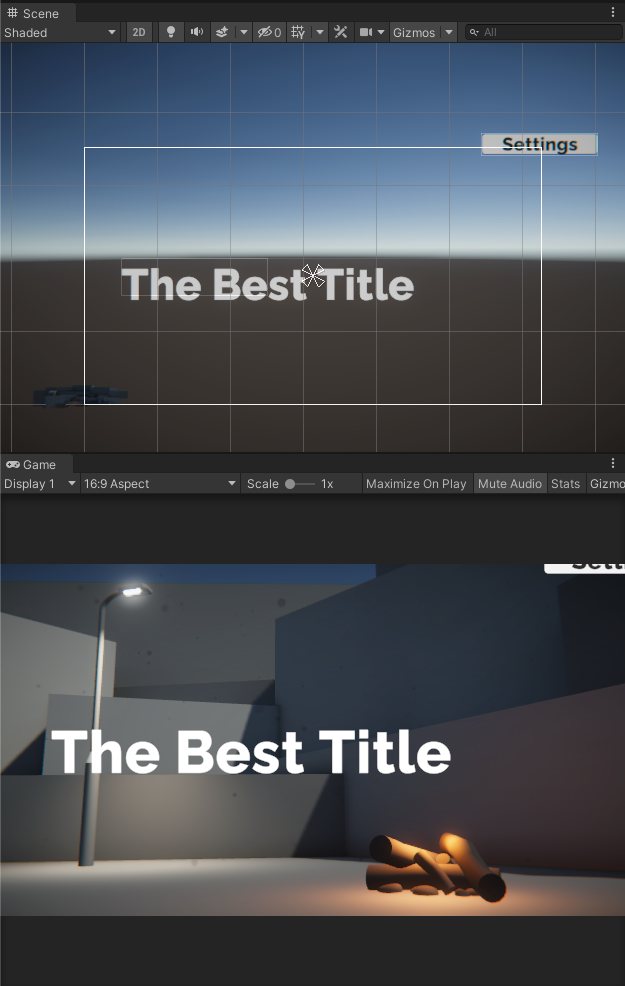 Scene
Shaded 2D 0 Gizmos All
Settings
The Best Title
Game
Display 1 16:9 Aspect Scale 1x Maximize On Play Mute Audio Stats Gizmo
Sett
The Best Title